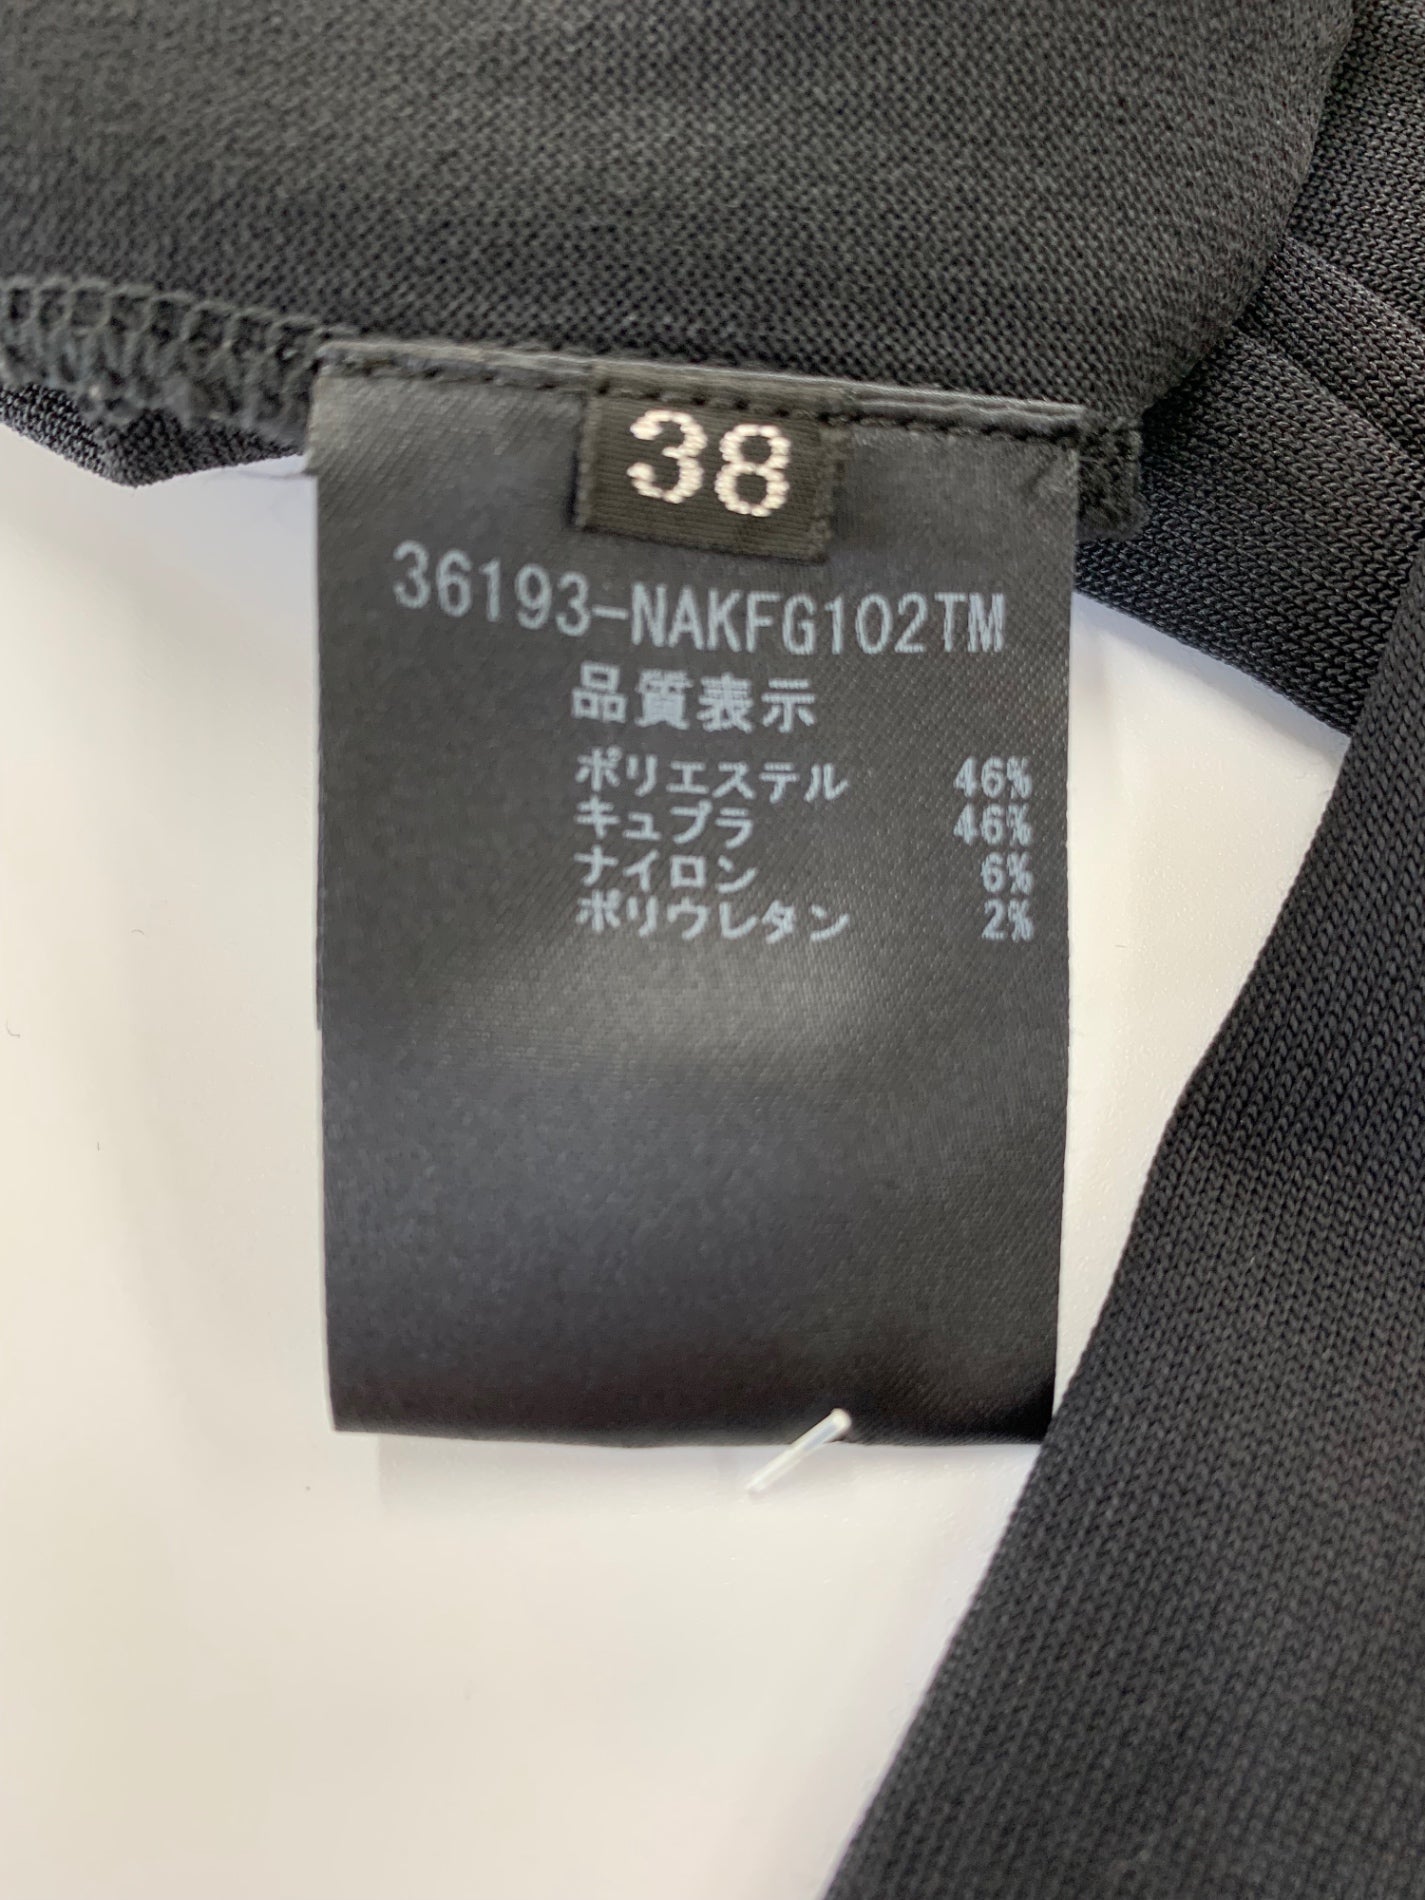 38
36193-NAKFG102TM
品質表示
ポリエステル 46%
キュプラ 46%
ナイロン 6%
ポリウレタン 2%